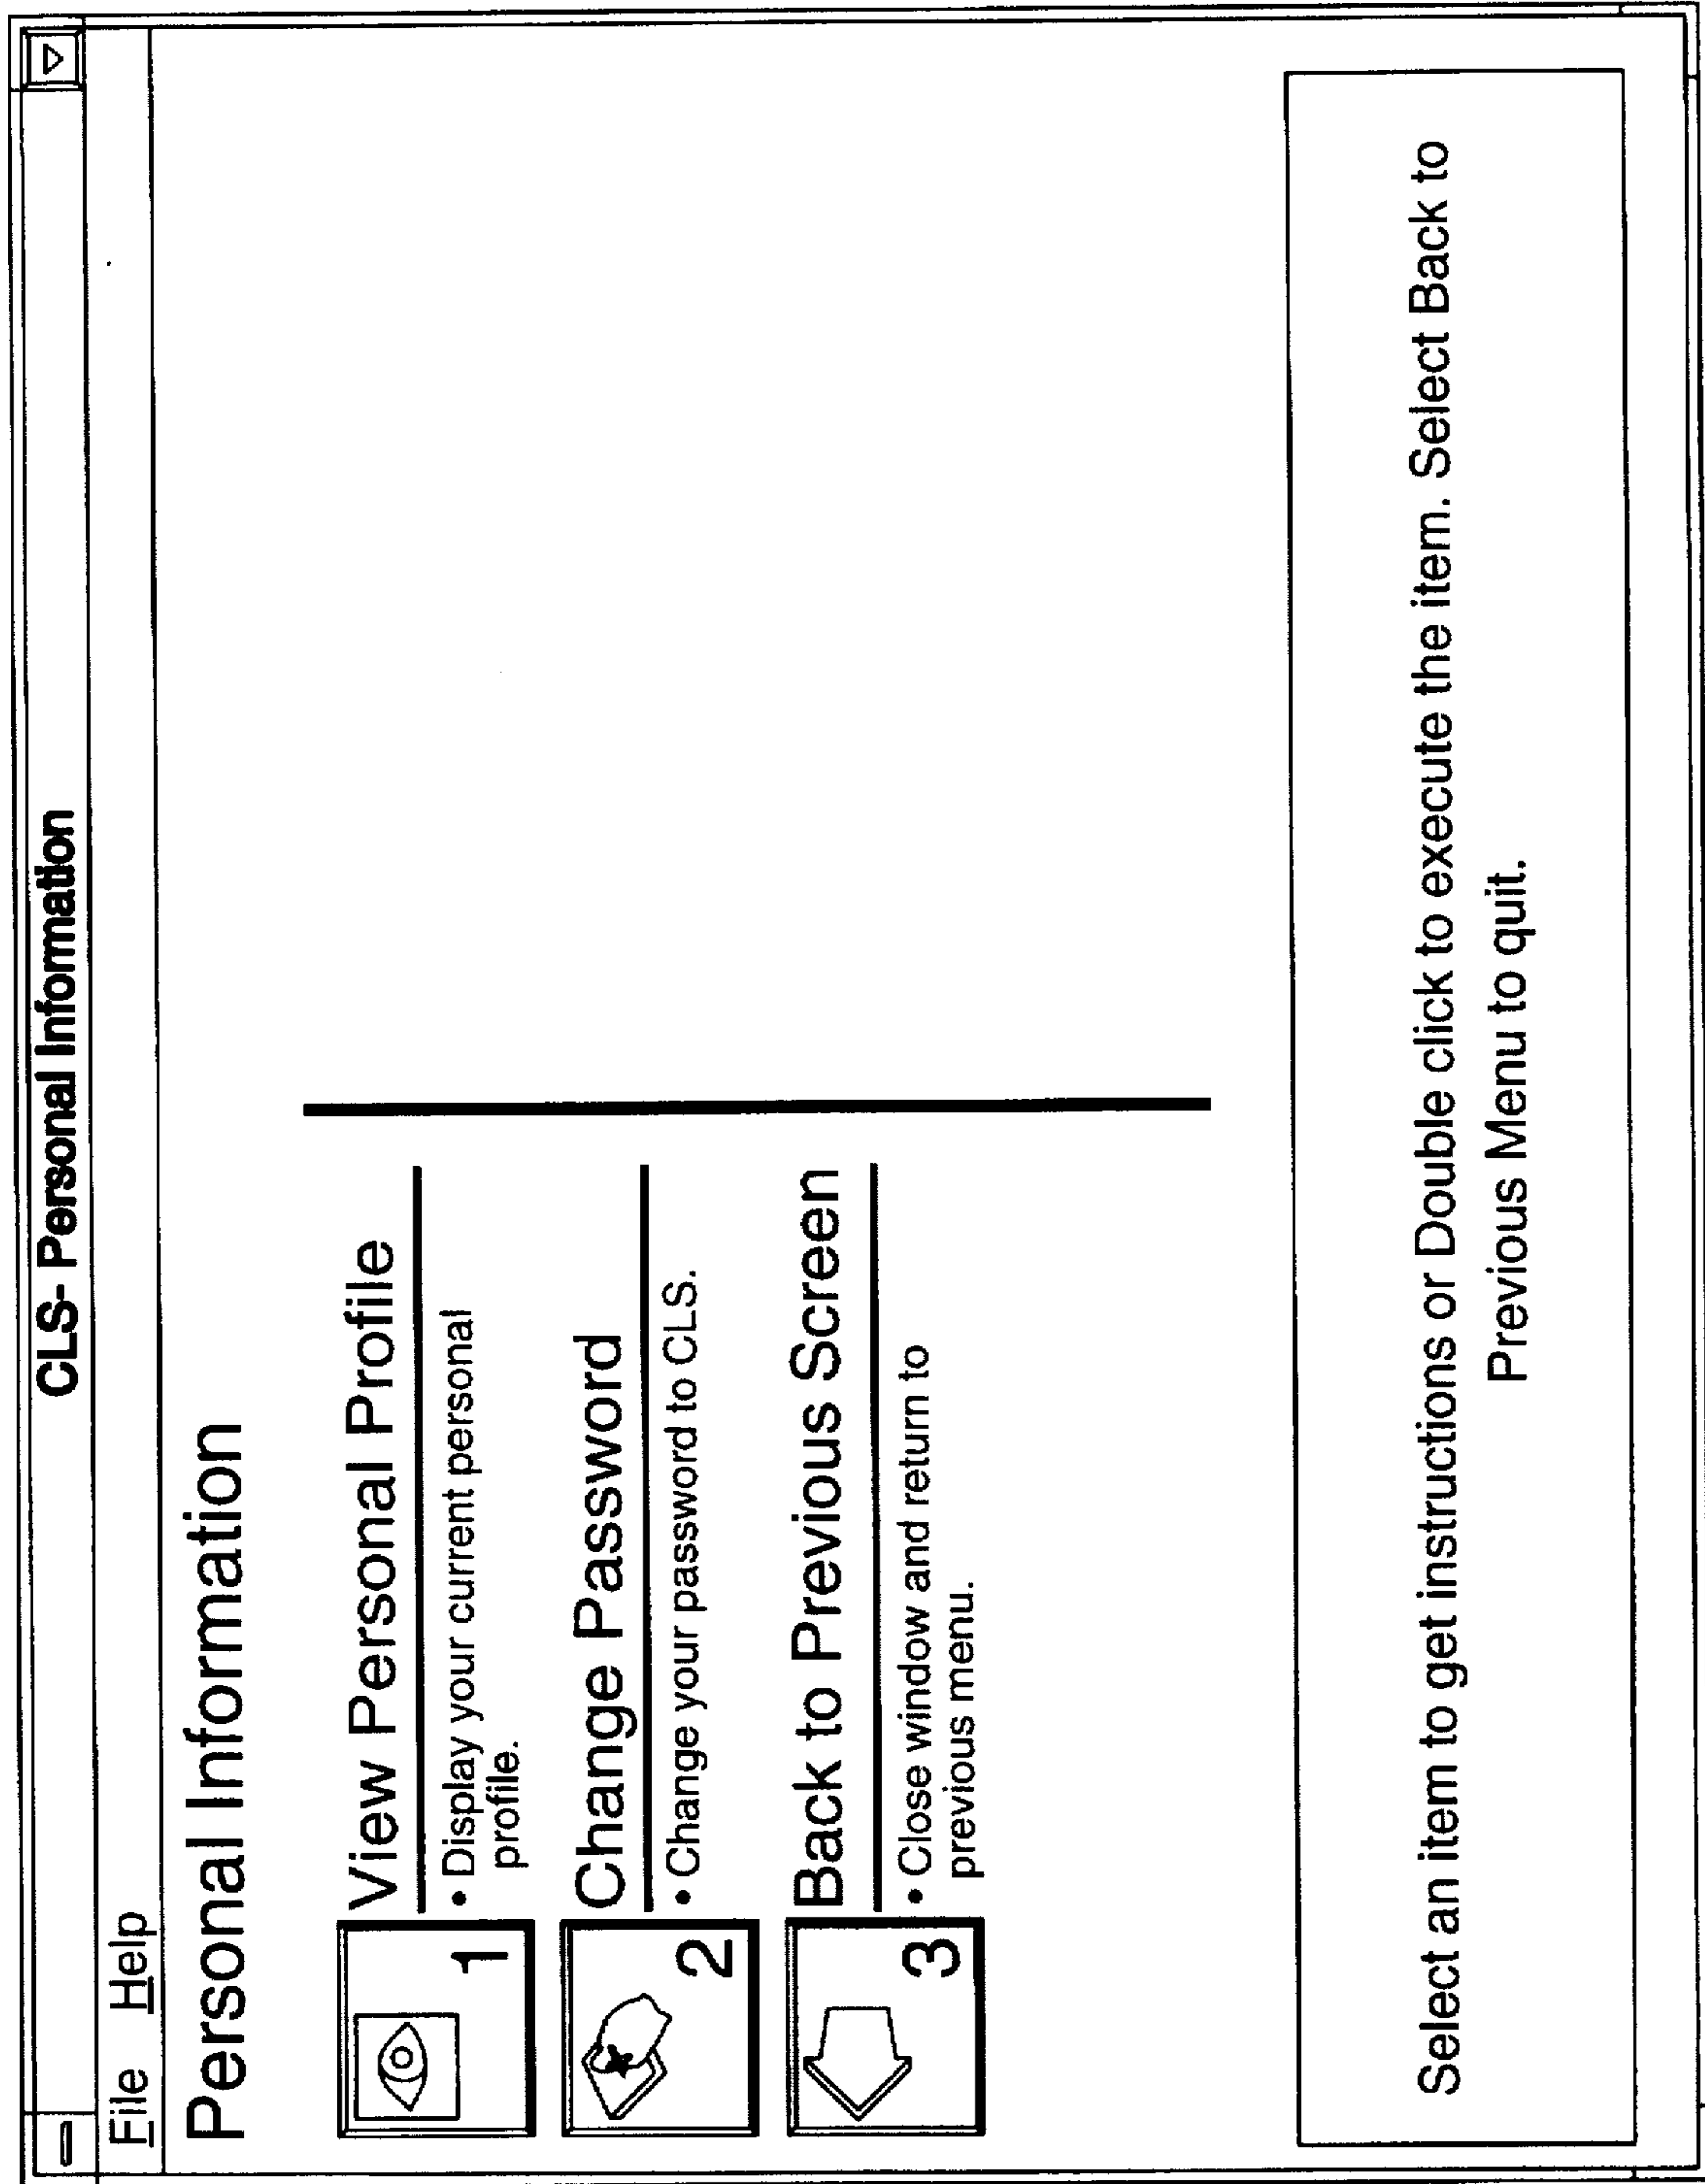 CLS- Personal Information
File Help
Personal Information
View Personal Profile
1
• Display your current personal
profile.
Change Password
2
• Change your password to CLS.
Back to Previous Screen
3
• Close window and return to
previous menu.
Select an item to get instructions or Double click to execute the item. Select Back to
Previous Menu to quit.